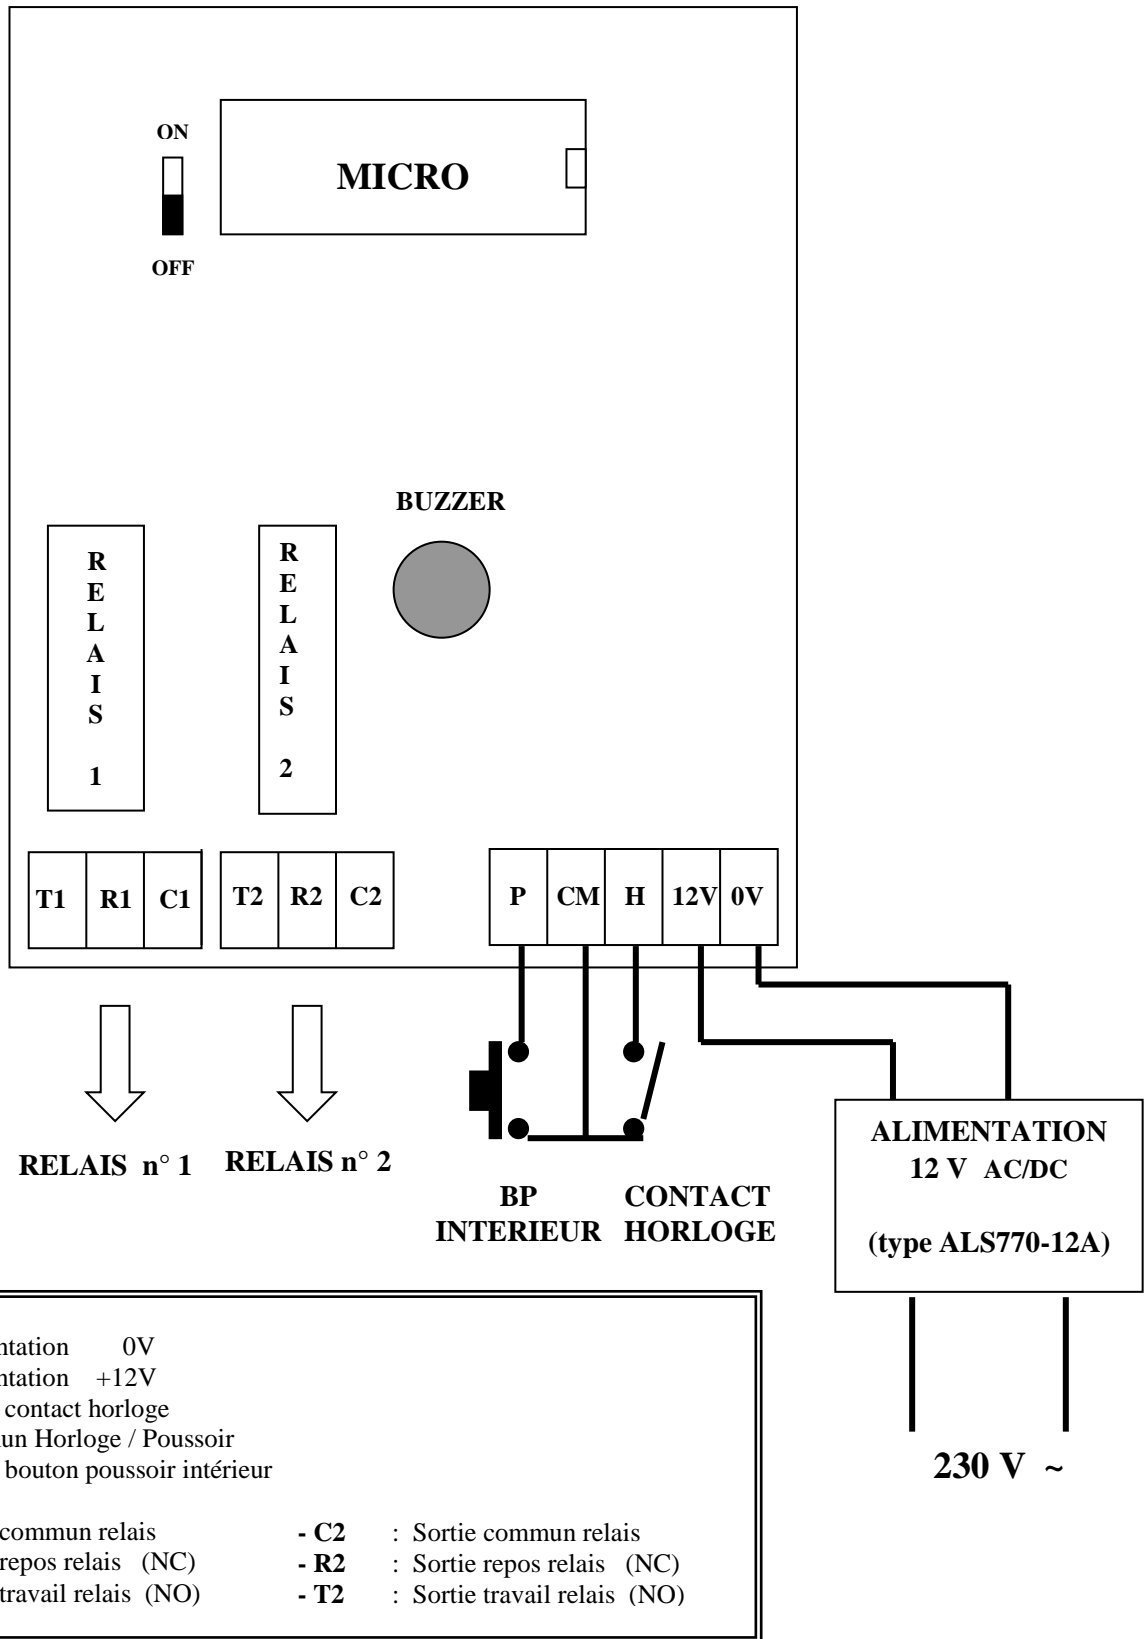 ON
MICRO
OFF
BUZZER
RELAIS 1
RELAIS 2
T1 R1 C1 T2 R2 C2 P CM H 12V 0V
RELAIS n° 1 RELAIS n° 2
BP INTERIEUR
CONTACT HORLOGE
ALIMENTATION
12 V AC/DC
(type ALS770-12A)
230 V ~
ntation 0V
ntation +12V
contact horloge
un Horloge / Poussoir
bouton poussoir intérieur
commun relais - C2 : Sortie commun relais
repos relais (NC) - R2 : Sortie repos relais (NC)
travail relais (NO) - T2 : Sortie travail relais (NO)